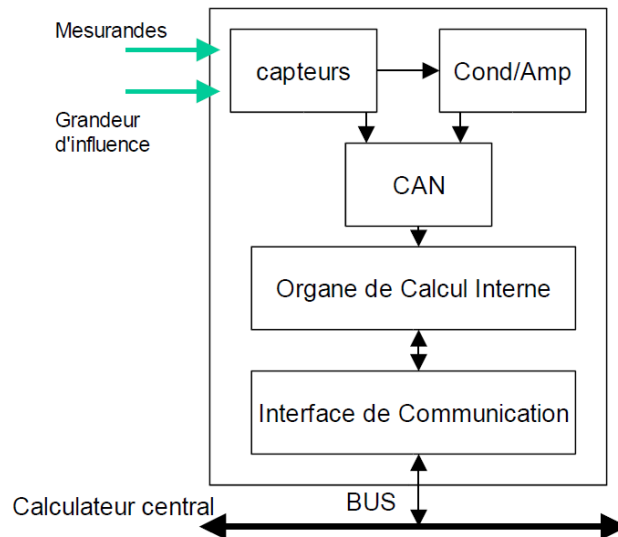 Mesurandes
capteurs
Cond/Amp
Grandeur
d'influence
CAN
Organe de Calcul Interne
Interface de Communication
Calculateur central
BUS